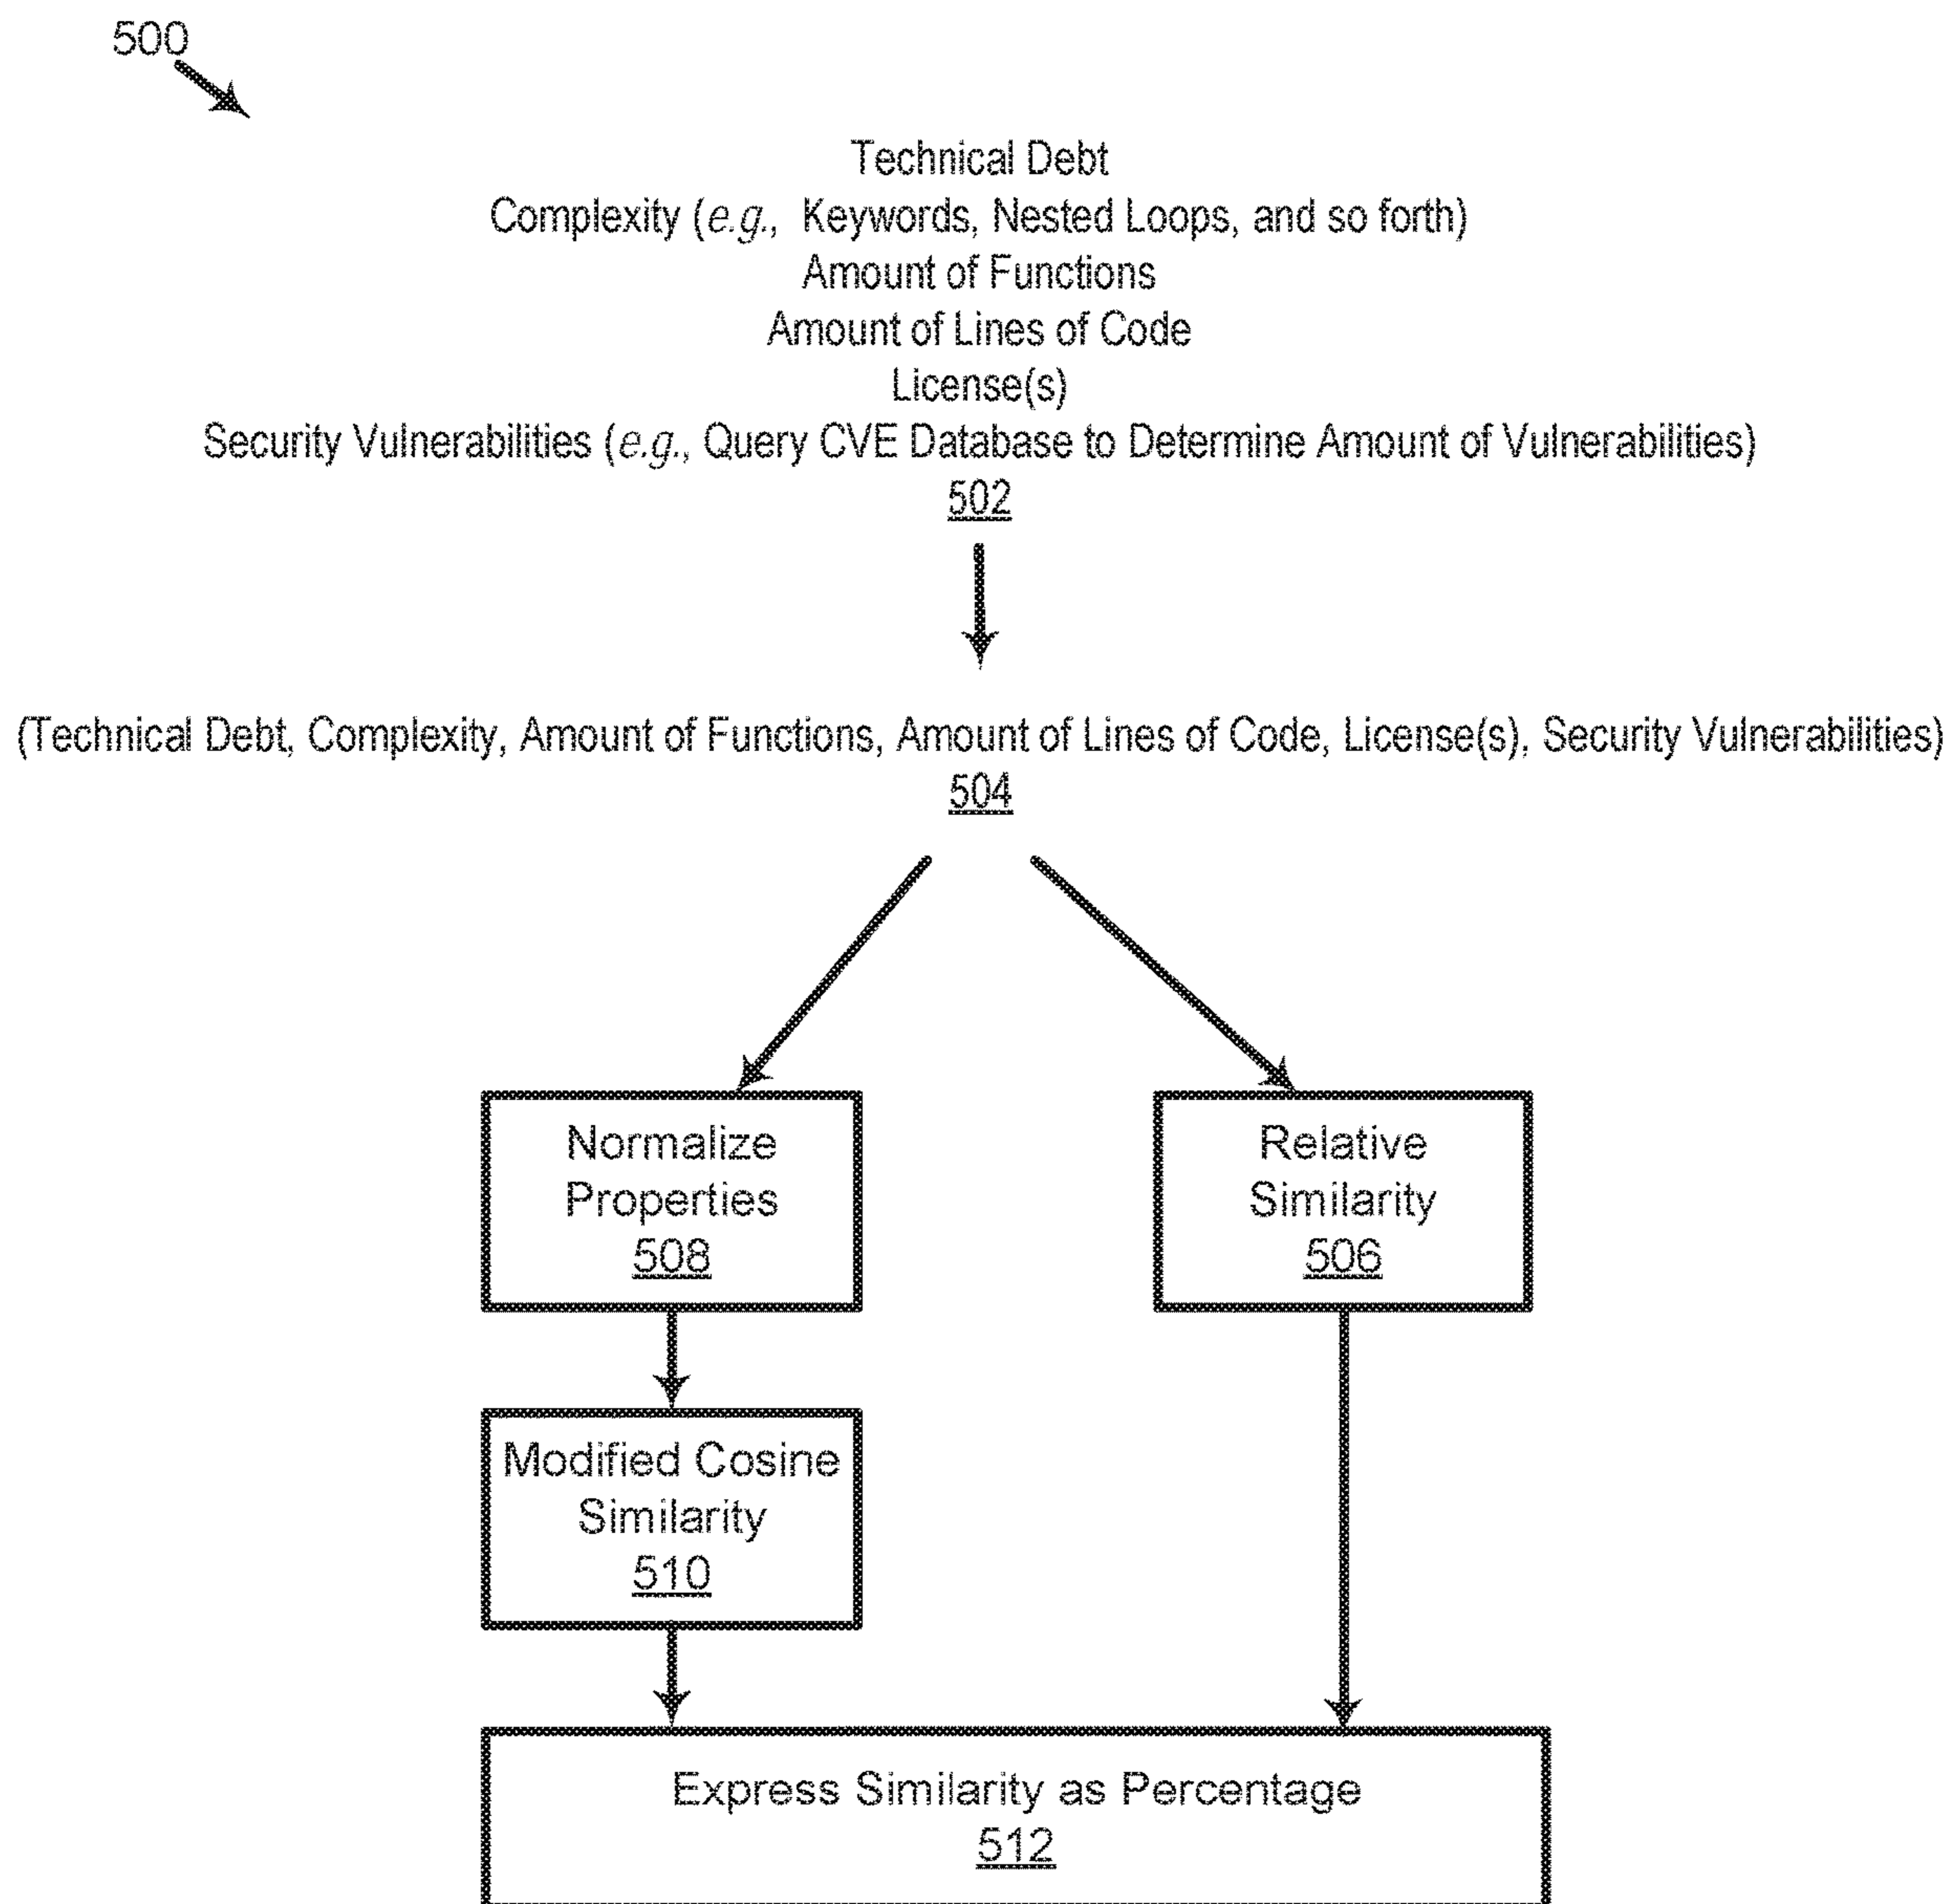 500
Technical Debt
Complexity (e.g., Keywords, Nested Loops, and so forth)
Amount of Functions
Amount of Lines of Code
License(s)
Security Vulnerabilities (e.g., Query CVE Database to Determine Amount of Vulnerabilities)
502
(Technical Debt, Complexity, Amount of Functions, Amount of Lines of Code, License(s), Security Vulnerabilities)
504
Normalize
Properties
508
Relative
Similarity
506
Modified Cosine
Similarity
510
Express Similarity as Percentage
512